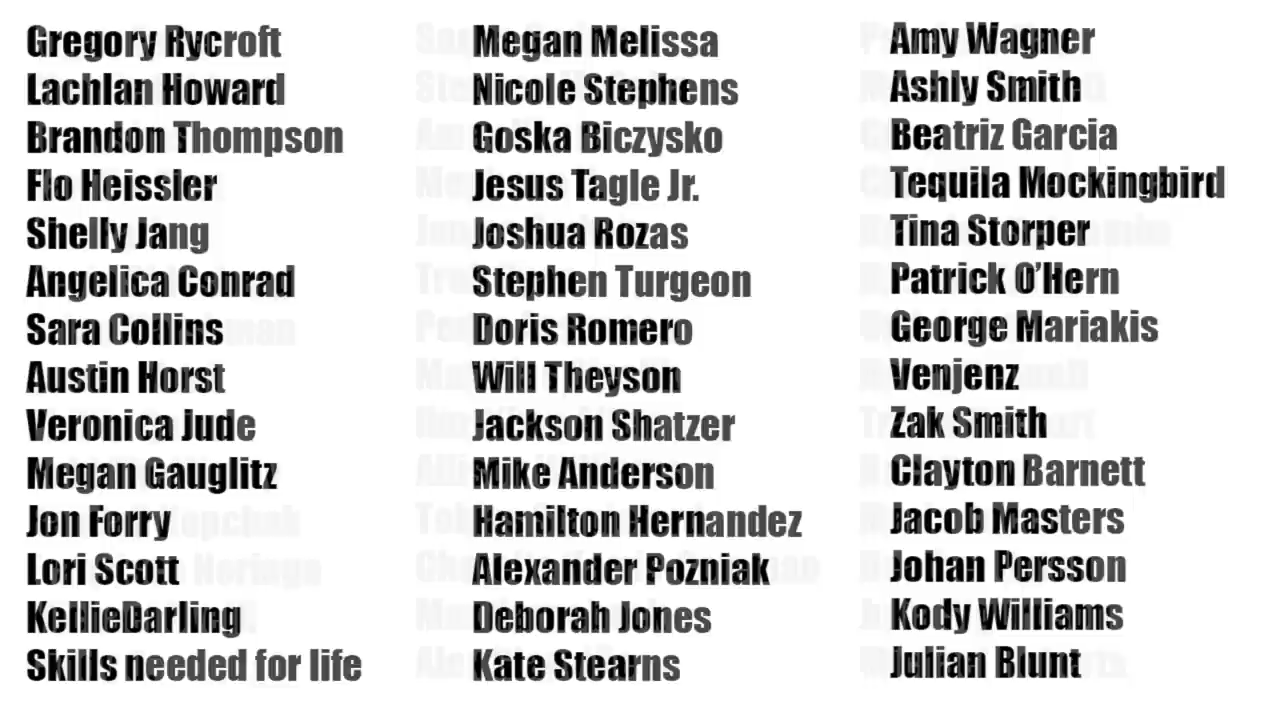 Gregory Rycroft
Lachlan Howard
Brandon Thompson
Flo Heissler
Shelly Jang
Angelica Conrad
Sara Collins
Austin Horst
Veronica Jude
Megan Gauglitz
Jon Forry
Lori Scott
KellieDarling
Skills needed for life
Megan Melissa
Nicole Stephens
Goska Biczysko
Jesus Tagle Jr.
Joshua Rozas
Stephen Turgeon
Doris Romero
Will Theyson
Jackson Shatzer
Mike Anderson
Hamilton Hernandez
Alexander Pozniak
Deborah Jones
Kate Stearns
Amy Wagner
Ashly Smith
Beatriz Garcia
Tequila Mockingbird
Tina Storper
Patrick O'Hern
George Mariakis
Venjenz
Zak Smith
Clayton Barnett
Jacob Masters
Johan Persson
Kody Williams
Julian Blunt